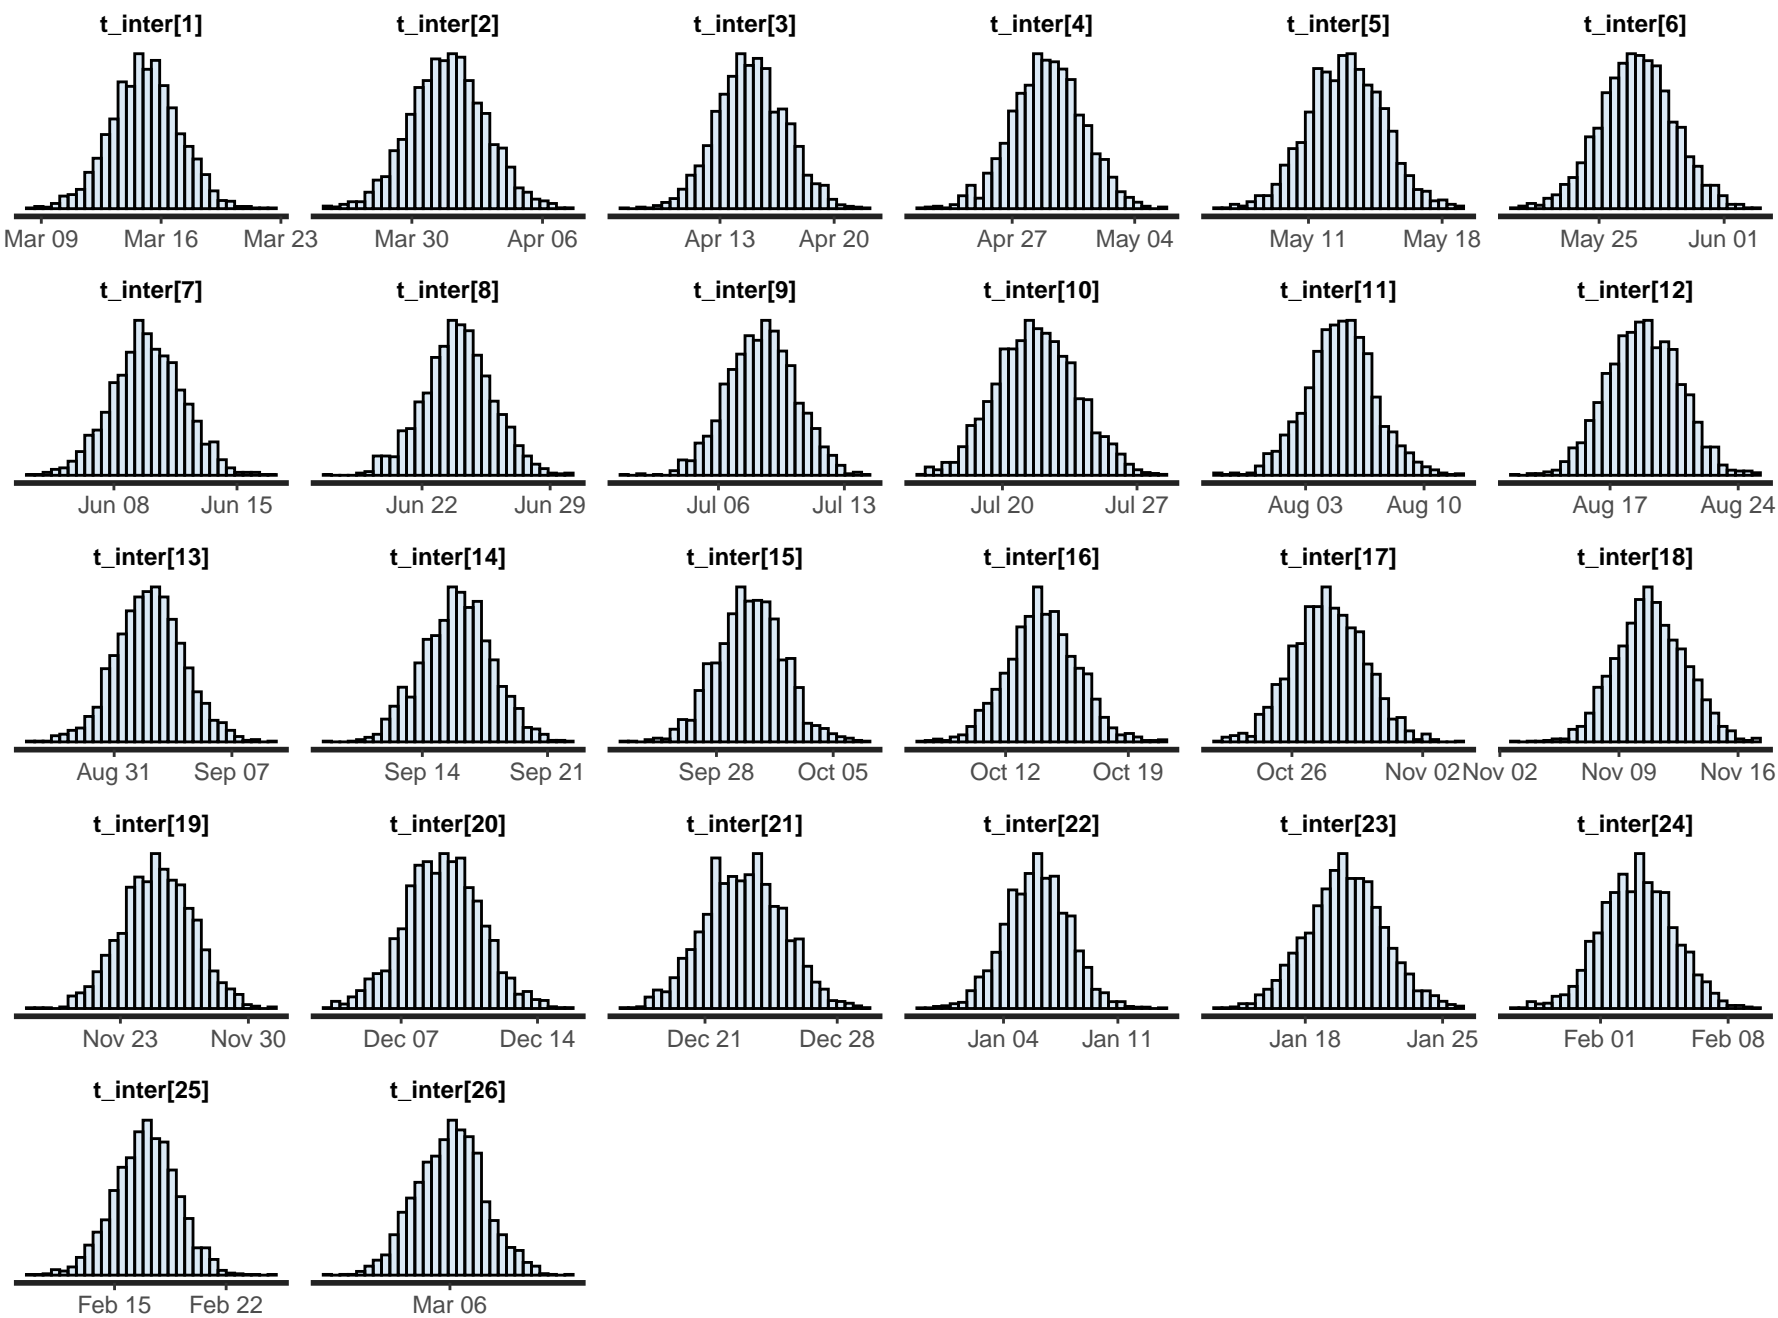 t_inter[1] t_inter[2] t_inter[3] t_inter[4] t_inter[5] t_inter[6]
Mar 09 Mar 16 Mar 23 Mar 30 Apr 06 Apr 13 Apr 20 Apr 27 May 04 May 11 May 18 May 25 Jun 01
t_inter[7] t_inter[8] t_inter[9] t_inter[10] t_inter[11] t_inter[12]
Jun 08 Jun 15 Jun 22 Jun 29 Jul 06 Jul 13 Jul 20 Jul 27 Aug 03 Aug 10 Aug 17 Aug 24
t_inter[13] t_inter[14] t_inter[15] t_inter[16] t_inter[17] t_inter[18]
Aug 31 Sep 07 Sep 14 Sep 21 Sep 28 Oct 05 Oct 12 Oct 19 Oct 26 Nov 02 Nov 02 Nov 09 Nov 16
t_inter[19] t_inter[20] t_inter[21] t_inter[22] t_inter[23] t_inter[24]
Nov 23 Nov 30 Dec 07 Dec 14 Dec 21 Dec 28 Jan 04 Jan 11 Jan 18 Jan 25 Feb 01 Feb 08
t_inter[25] t_inter[26]
Feb 15 Feb 22 Mar 06